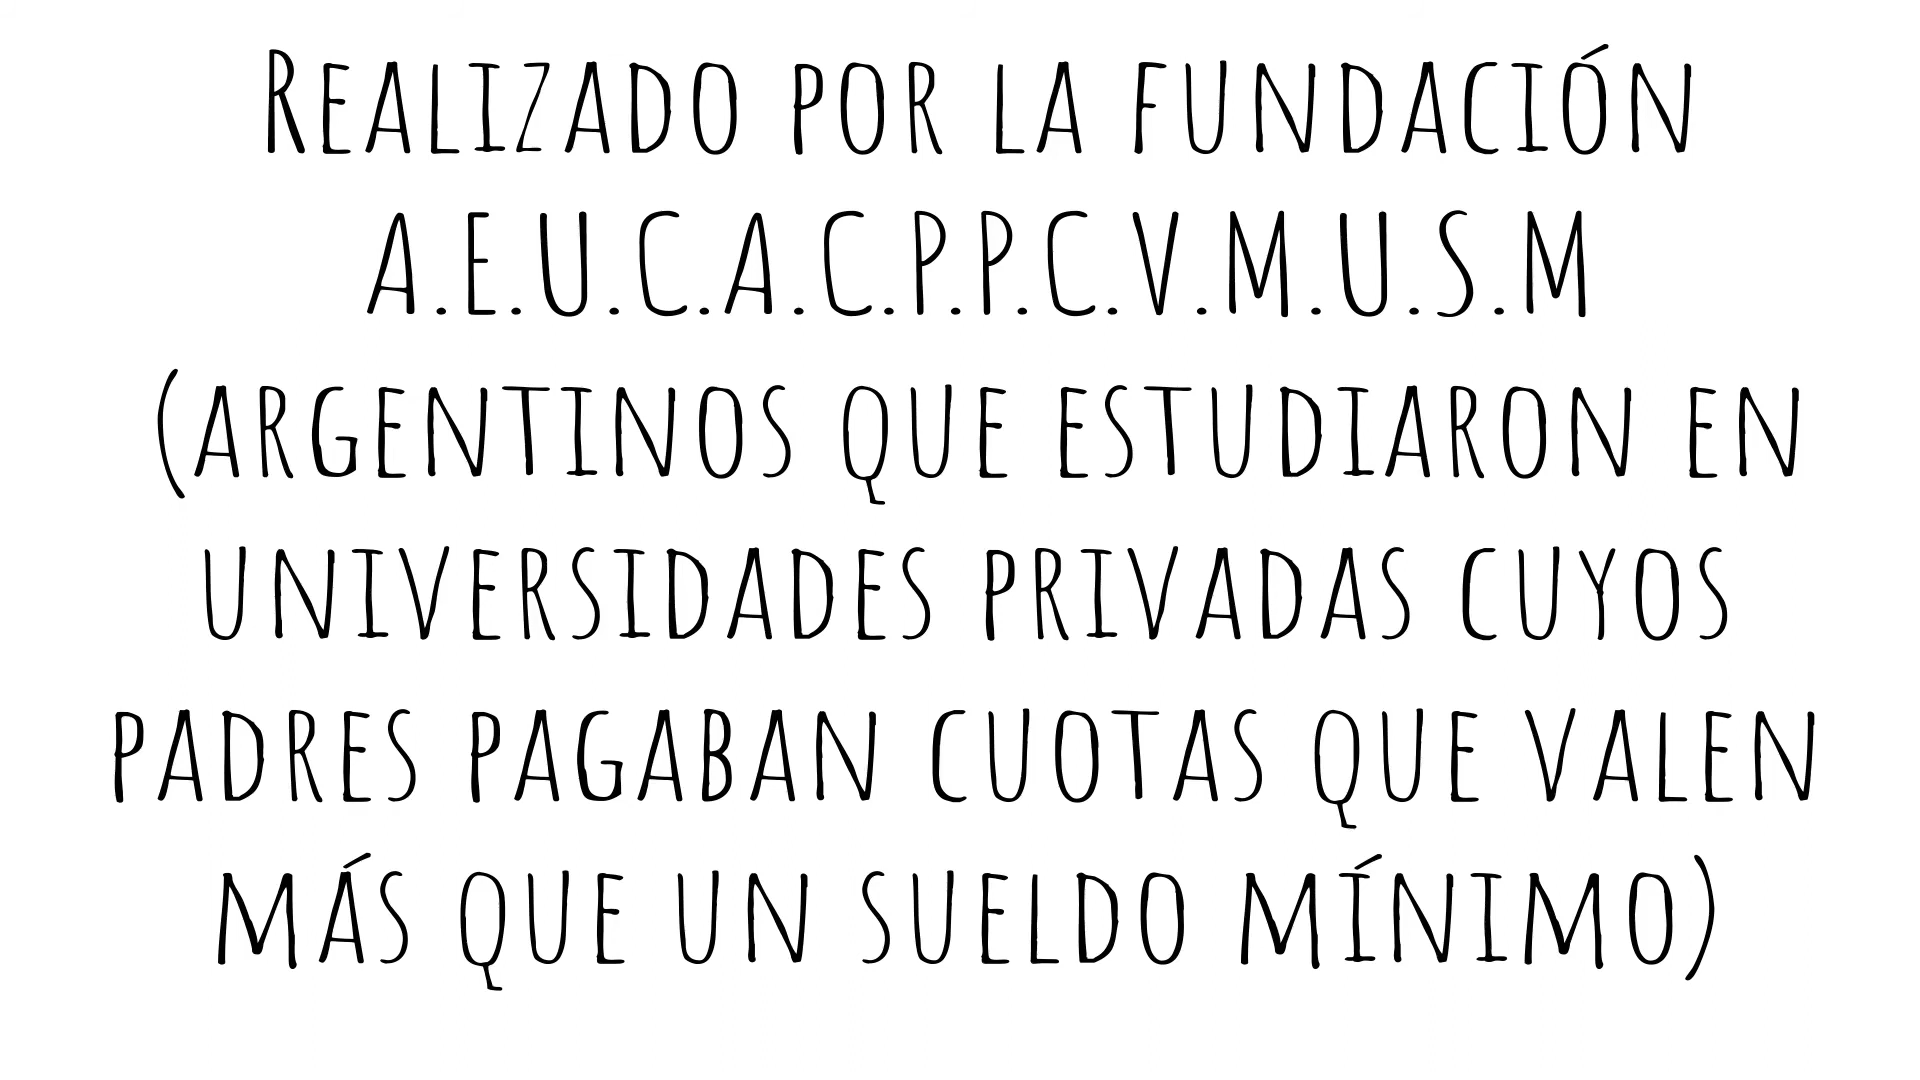 Realizado por la fundación
A.E.U.C.A.C.P.P.C.V.M.U.S.M
(argentinos que estudiaron en
universidades privadas cuyos
padres pagaban cuotas que valen
más que un sueldo mínimo)